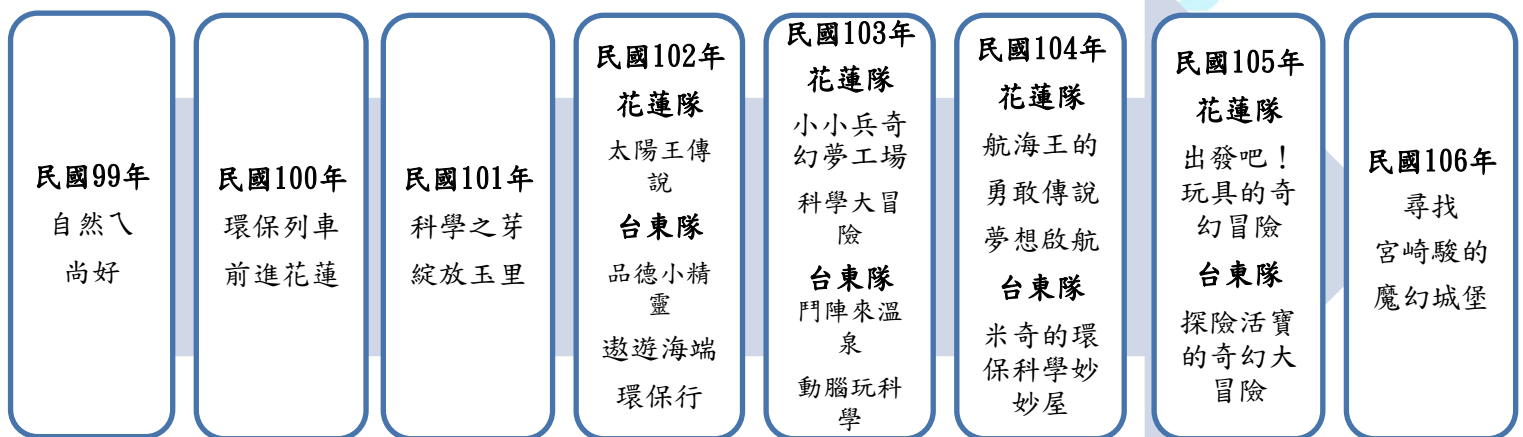 民國99年
自然ㄟ
尚好
民國100年
環保列車
前進花蓮
民國101年
科學之芽
綻放玉里
民國102年
花蓮隊
太陽王傳
說
台東隊
品德小精
靈
遨遊海端
環保行
民國103年
花蓮隊
小小兵奇
幻夢工場
科學大冒
險
台東隊
鬥陣來溫
泉
動腦玩科
學
民國104年
花蓮隊
航海王的
勇敢傳說
夢想啟航
台東隊
米奇的環
保科學妙
妙屋
民國105年
花蓮隊
出發吧！
玩具的奇
幻冒險
台東隊
探險活寶
的奇幻大
冒險
民國106年
尋找
宮崎駿的
魔幻城堡